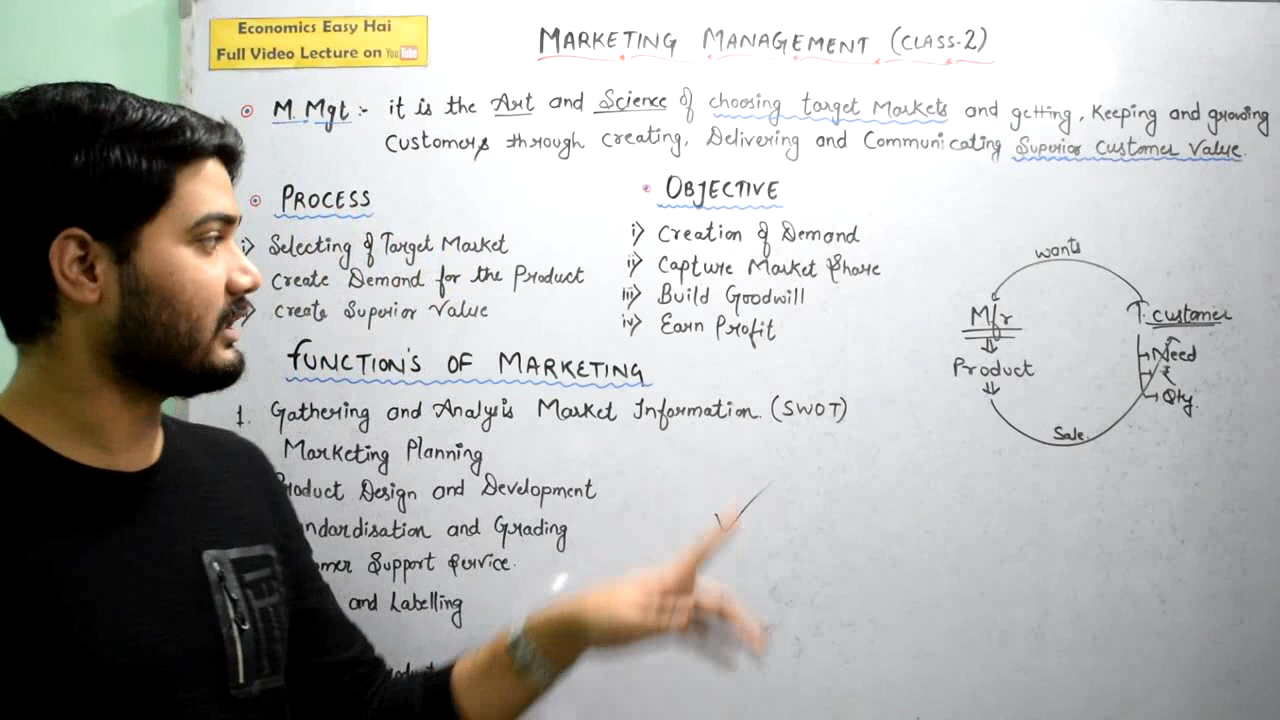 Economics Easy Hai
Full Video Lecture on YouTube
MARKETING MANAGEMENT (CLASS-2)
M. Mgt :- it is the Art and Science of choosing target Markets and getting, Keeping and growing
Customers through creating, Delivering and Communicating Superior Customer Value.
PROCESS
i> Selecting of Target Market
Create Demand for the Product
Create Superior Value
OBJECTIVE
i> Creation of Demand
ii> Capture Market Share
iii> Build Goodwill
iv> Earn Profit
wants
M/r
Product
Sale
T. customer
Need
₹
Qty.
FUNCTION'S OF MARKETING
1. Gathering and Analysis Market Information. (SWOT)
Marketing Planning
Product Design and Development
ndardisation and Grading
omer Support Service.
and Labelling